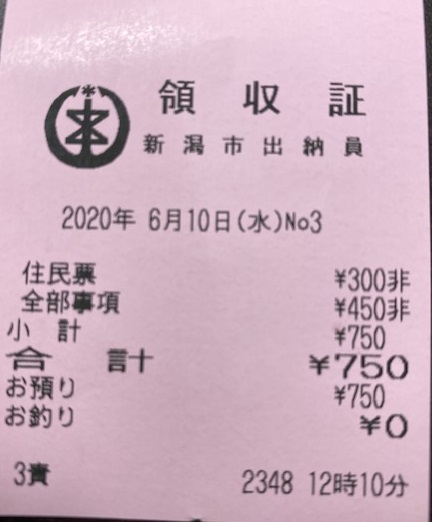 領収証
新潟市出納員
2020年 6月10日(水)No3
住民票 ¥300非
全部事項 ¥450非
小計 ¥750
合計 ¥750
お預り ¥750
お釣り ¥0
3責 2348 12時10分